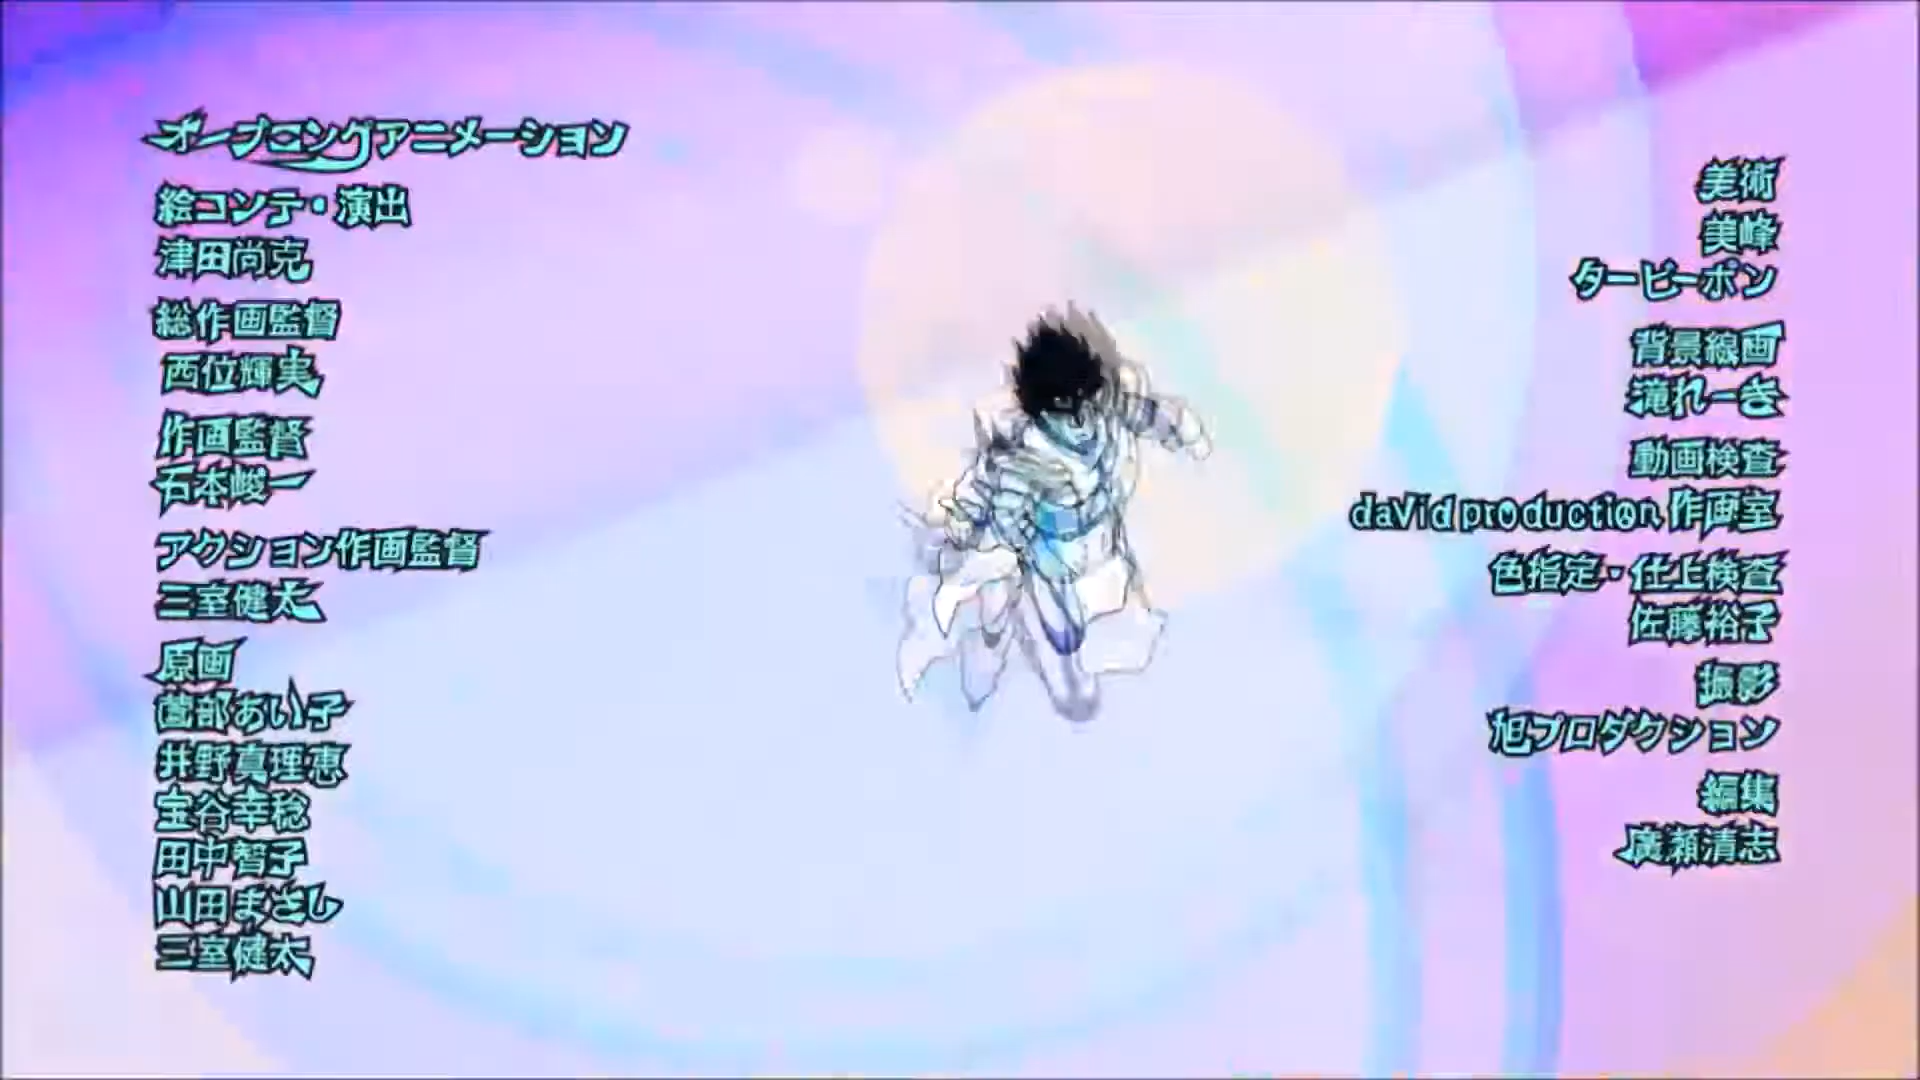 オープニングアニメーション
絵コンテ・演出
津田尚克
総作画監督
西位輝実
作画監督
石本峻一
アクション作画監督
三室健太
原画
薗部あい子
井野真理恵
宝谷幸稔
田中智子
山田まさし
三室健太
美術
美峰
タービーポン
背景線画
滝れーき
動画検査
david production 作画室
色指定・仕上検査
佐藤裕子
撮影
旭プロダクション
編集
廣瀬清志